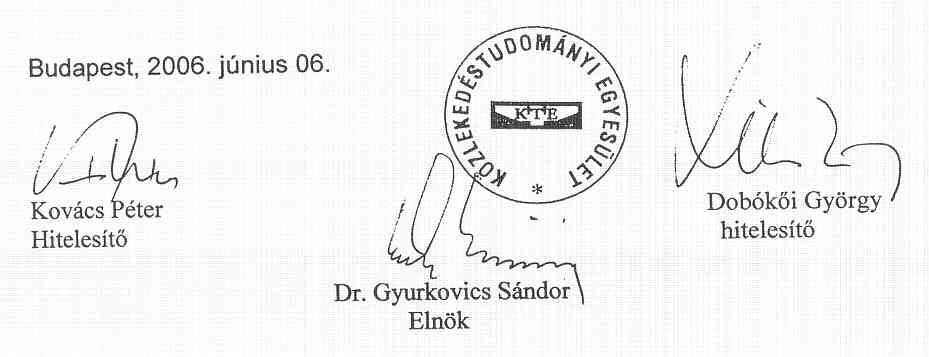 Budapest, 2006. június 06.
KÖZLEKEDÉSTUDOMÁNYI EGYESÜLET *
KTE
Kovács Péter
Hitelesítő
Dobókői György
hitelesítő
Dr. Gyurkovics Sándor
Elnök